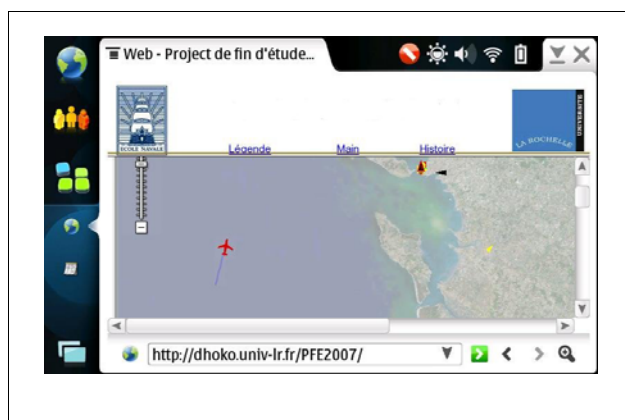 Web - Project de fin d'étude...
ECOLE NAVALE
Légende Main Histoire
LA ROCHELLE
UNIVERSITE
http://dhoko.univ-lr.fr/PFE2007/